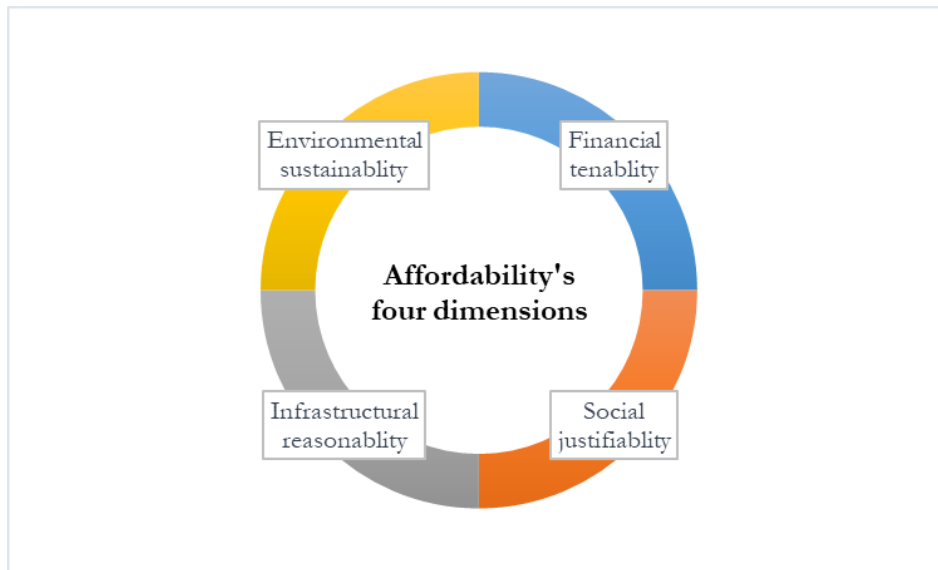 Environmental
sustainablity
Financial
tenablity
Affordability's
four dimensions
Infrastructural
reasonablity
Social
justifiablity